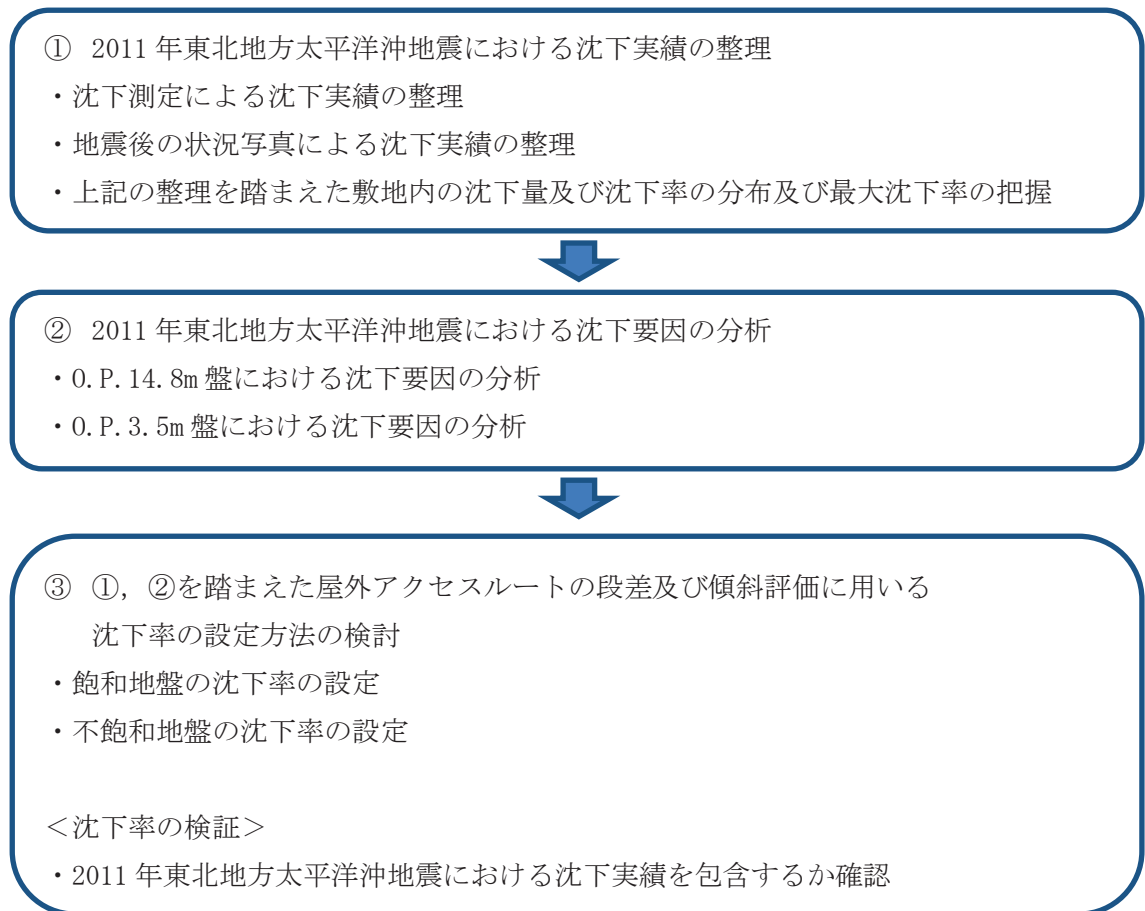 ① 2011年東北地方太平洋沖地震における沈下実績の整理
・沈下測定による沈下実績の整理
・地震後の状況写真による沈下実績の整理
・上記の整理を踏まえた敷地内の沈下量及び沈下率の分布及び最大沈下率の把握
② 2011年東北地方太平洋沖地震における沈下要因の分析
・O.P.14.8m盤における沈下要因の分析
・O.P.3.5m盤における沈下要因の分析
③ ①，②を踏まえた屋外アクセスルートの段差及び傾斜評価に用いる
沈下率の設定方法の検討
・飽和地盤の沈下率の設定
・不飽和地盤の沈下率の設定
＜沈下率の検証＞
・2011年東北地方太平洋沖地震における沈下実績を包含するか確認